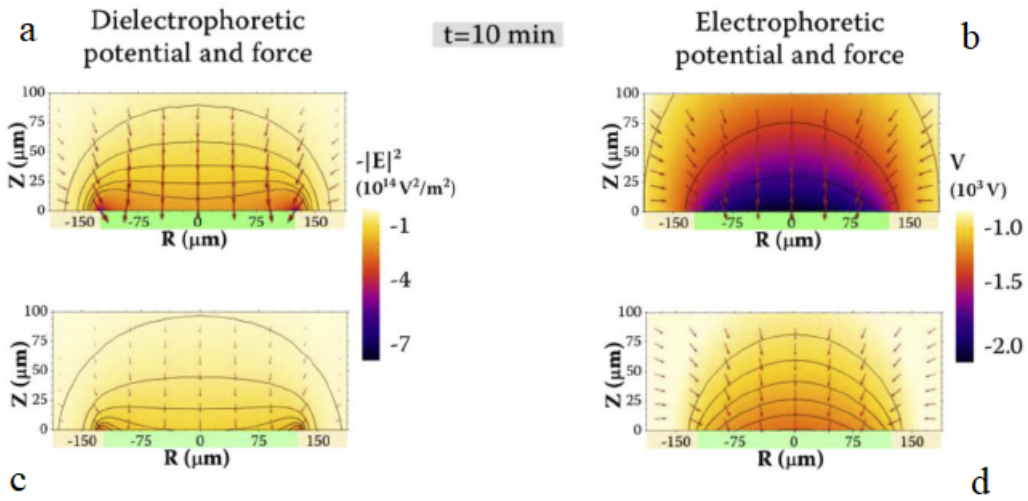 a
Dielectrophoretic
potential and force
t=10 min
Electrophoretic
potential and force
b
Z (μm)
100
75
50
25
0
-150
-75
0
75
150
R (μm)
-|E|²
(10¹⁴ V²/m²)
-1
-4
-7
Z (μm)
100
75
50
25
0
-150
-75
0
75
150
R (μm)
V
(10³ V)
-1.0
-1.5
-2.0
Z (μm)
100
75
50
25
0
-150
-75
0
75
150
R (μm)
Z (μm)
100
75
50
25
0
-150
-75
0
75
150
R (μm)
c
d